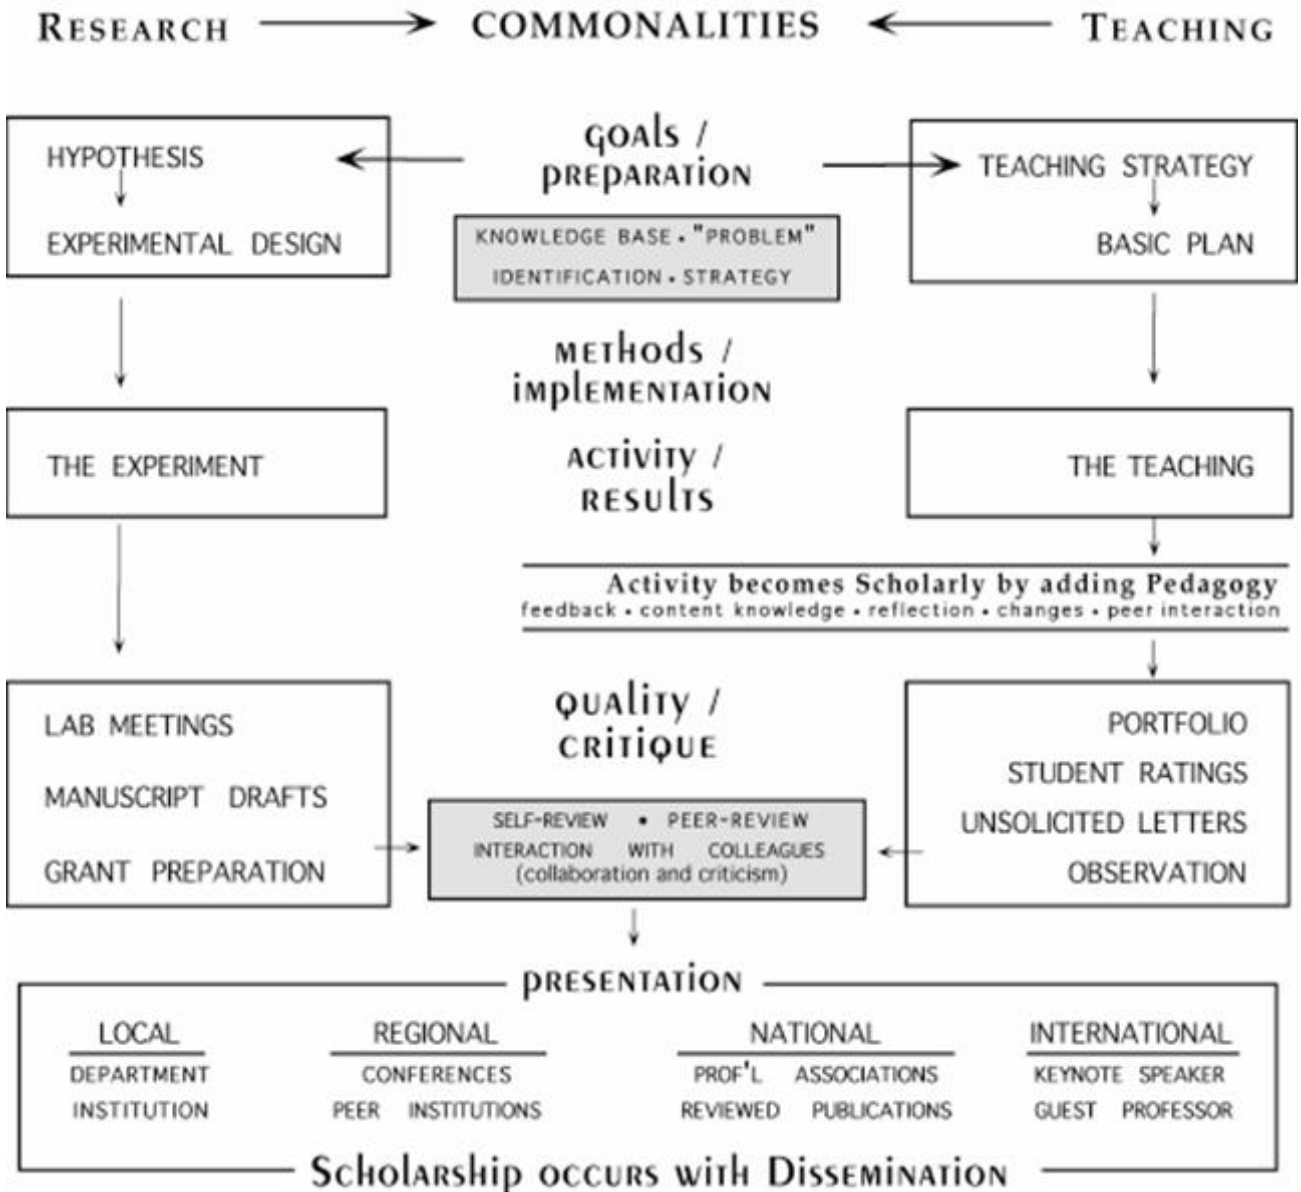 RESEARCH COMMONALITIES TEACHING
GOALS /
PREPARATION
HYPOTHESIS
EXPERIMENTAL DESIGN
TEACHING STRATEGY
BASIC PLAN
KNOWLEDGE BASE • "PROBLEM"
IDENTIFICATION • STRATEGY
METHODS /
IMPLEMENTATION
THE EXPERIMENT
ACTIVITY /
RESULTS
THE TEACHING
Activity becomes Scholarly by adding Pedagogy
feedback • content knowledge • reflection • changes • peer interaction
LAB MEETINGS
MANUSCRIPT DRAFTS
GRANT PREPARATION
QUALITY /
CRITIQUE
SELF-REVIEW • PEER-REVIEW
INTERACTION WITH COLLEAGUES
(collaboration and criticism)
PORTFOLIO
STUDENT RATINGS
UNSOLICITED LETTERS
OBSERVATION
PRESENTATION
LOCAL
DEPARTMENT
INSTITUTION
REGIONAL
CONFERENCES
PEER INSTITUTIONS
NATIONAL
PROF'L ASSOCIATIONS
REVIEWED PUBLICATIONS
INTERNATIONAL
KEYNOTE SPEAKER
GUEST PROFESSOR
SCHOLARSHIP OCCURS WITH DISSEMINATION